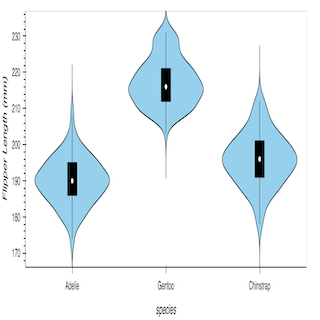 Flipper Length (mm)
230
220
210
200
190
180
170
Adelie
Gentoo
Chinstrap
species